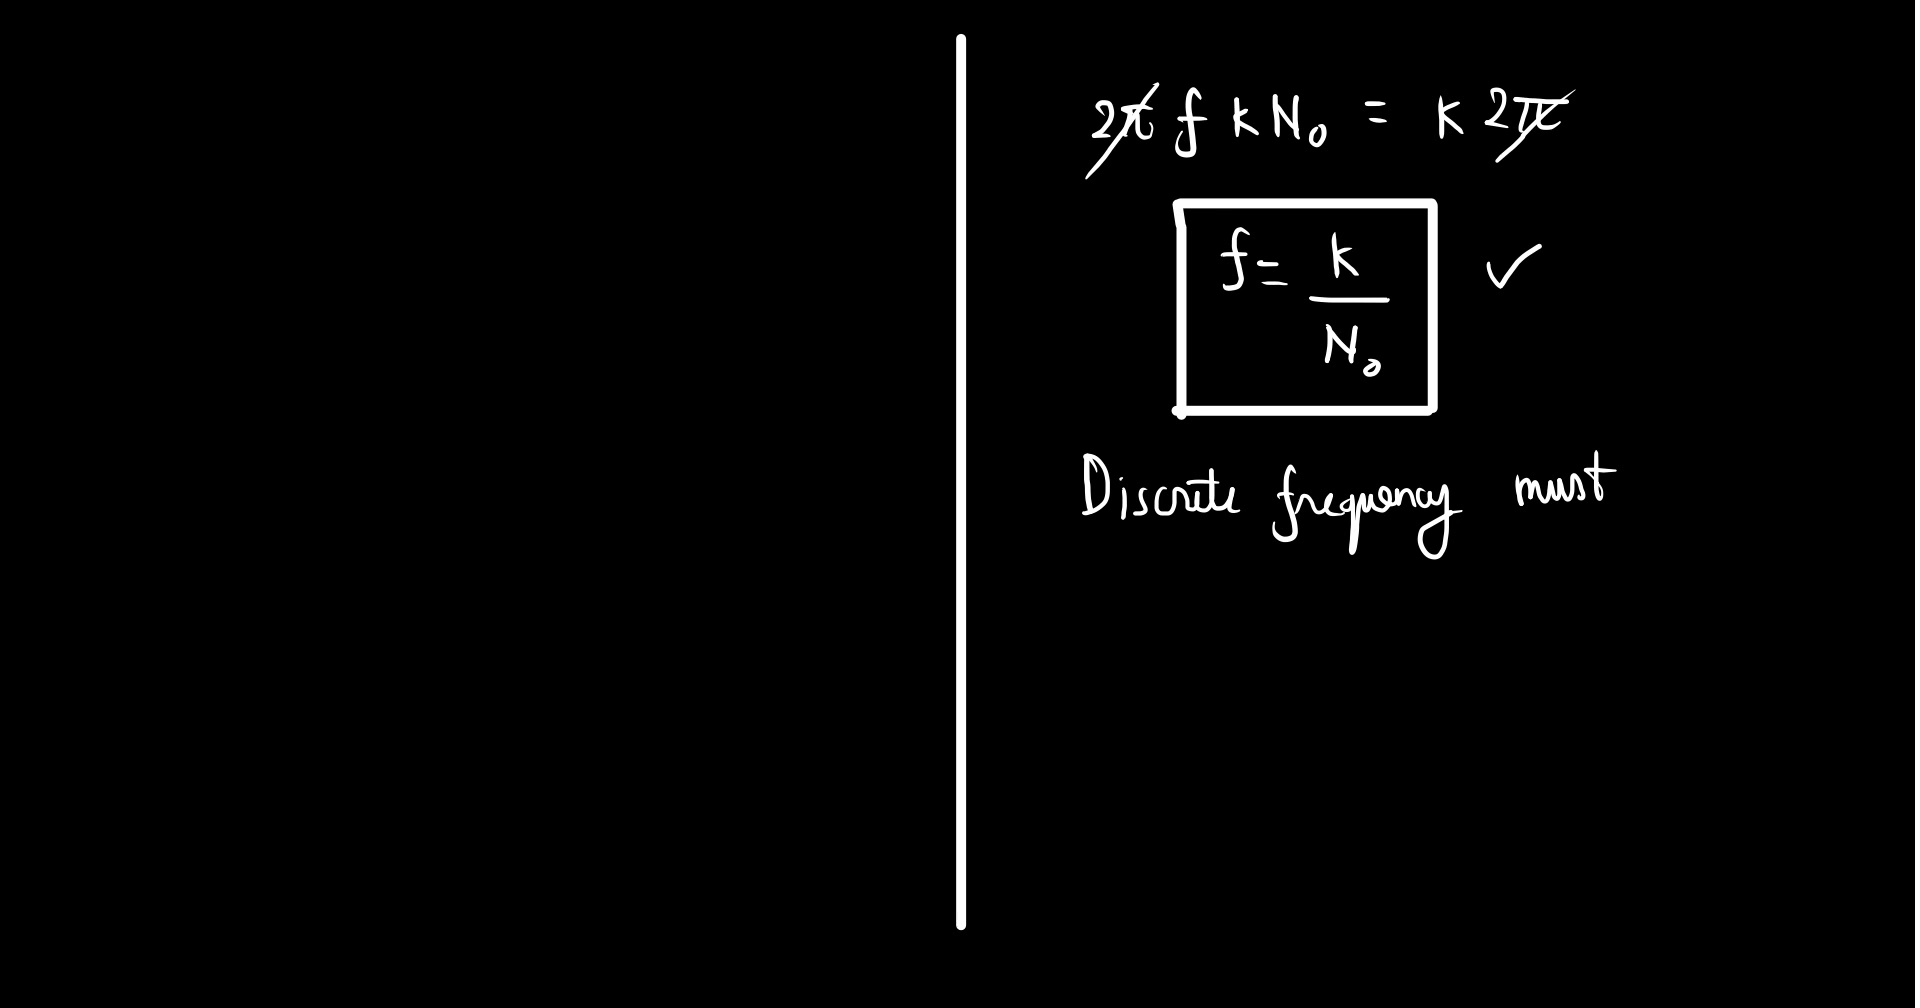 2π f k N₀ = k 2π
f = k / N₀
Discrete frequency must